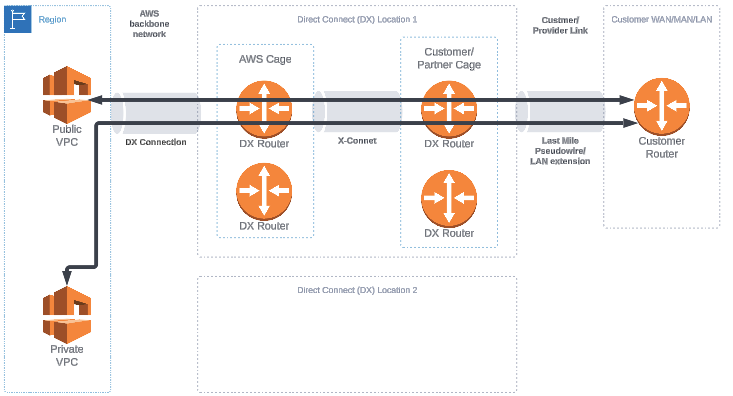 Region
AWS
backbone
network
Direct Connect (DX) Location 1
Custmer/
Provider Link
Customer WAN/MAN/LAN
AWS Cage
Customer/
Partner Cage
Public
VPC
DX Connection
DX Router
X-Connet
DX Router
Last Mile
Pseudowire/
LAN extension
Customer
Router
DX Router
DX Router
Direct Connect (DX) Location 2
Private
VPC